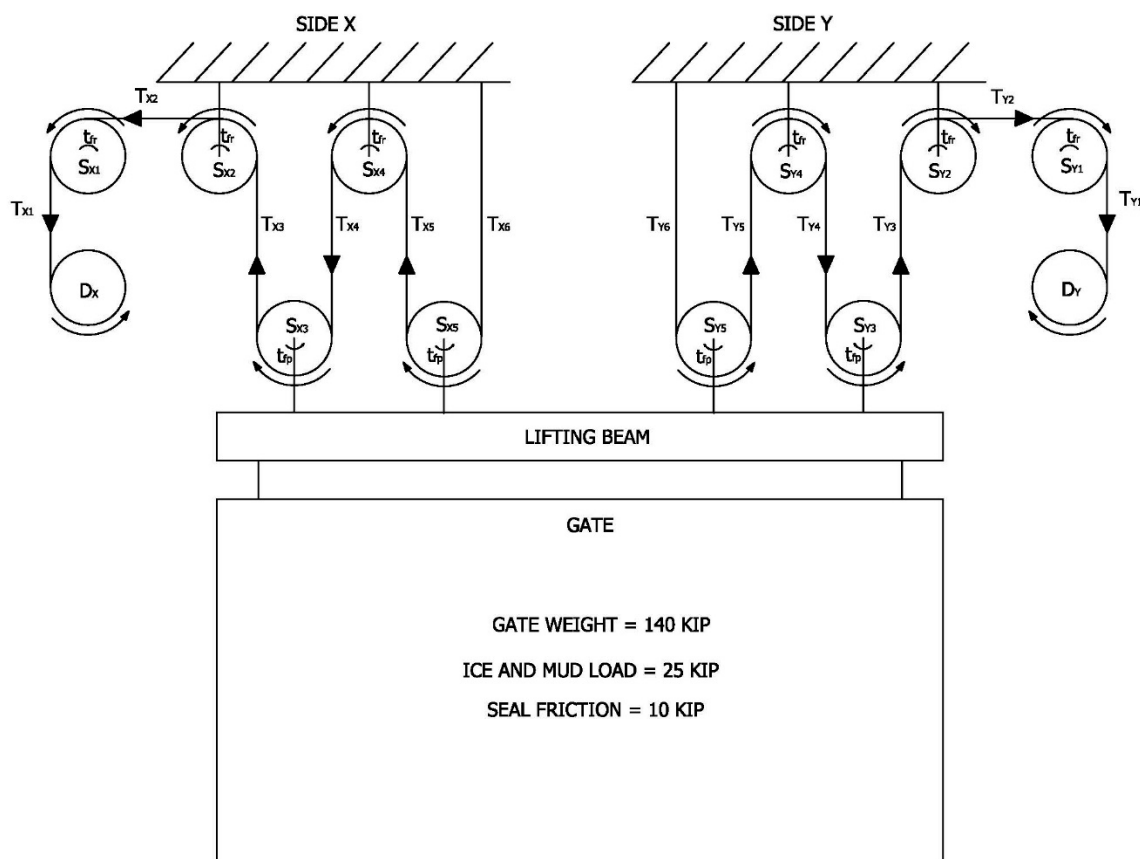 SIDE X SIDE Y
TX2 TY2
tfr tfr tfr tfr tfr tfr
SX1 SX2 SX4 SY4 SY2 SY1
TX1 TX3 TX4 TX5 TX6 TY6 TY5 TY4 TY3 TY1
DX SX3 SX5 SY5 SY3 DY
tfp tfp tfp tfp
LIFTING BEAM
GATE
GATE WEIGHT = 140 KIP
ICE AND MUD LOAD = 25 KIP
SEAL FRICTION = 10 KIP